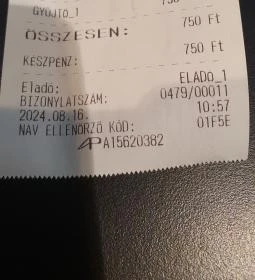 GYŰJTŐ_1
ÖSSZESEN: 750 Ft
KÉSZPÉNZ: 750 Ft
Eladó: ELADÓ_1
BIZONYLATSZÁM: 0479/00011
2024.08.16. 10:57
NAV ELLENŐRZŐ KÓD: 01F5E
AP A15620382